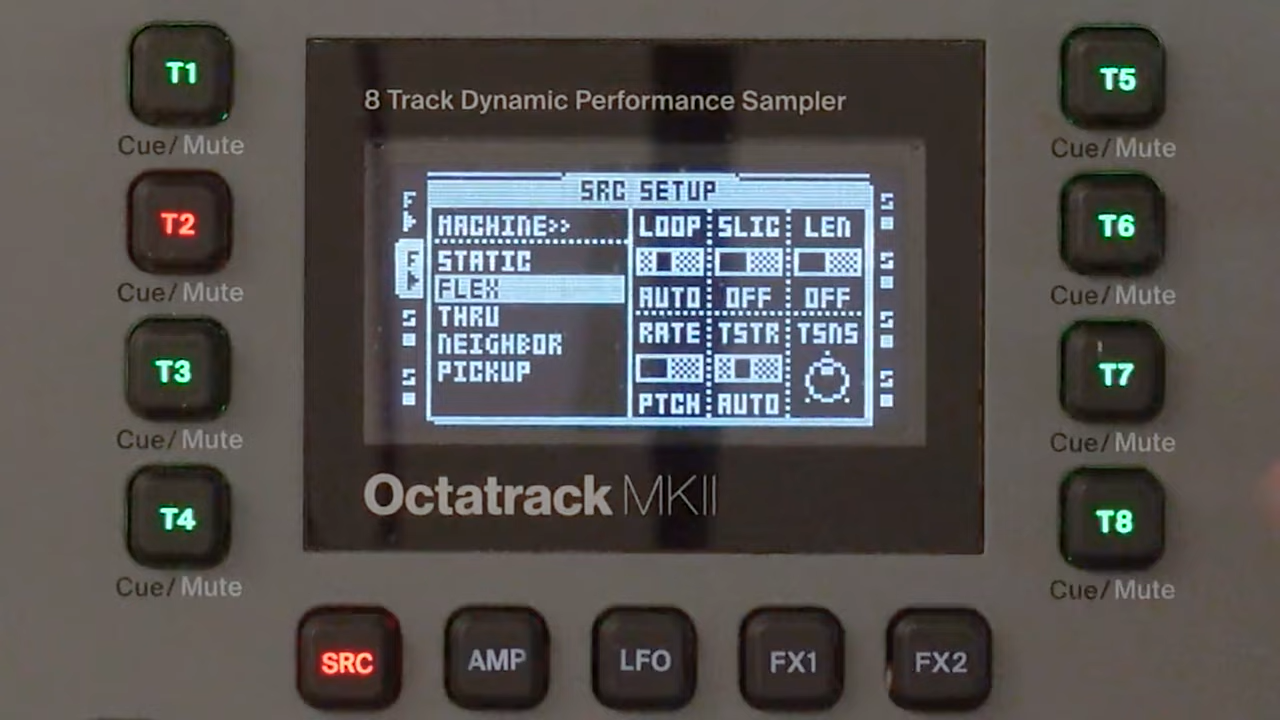 T1
Cue/Mute
T2
Cue/Mute
T3
Cue/Mute
T4
Cue/Mute
8 Track Dynamic Performance Sampler
SRC SETUP
F
F
S
S
MACHINE>>
STATIC
FLEX
THRU
NEIGHBOR
PICKUP
LOOP SLIC LEN
AUTO OFF OFF
RATE TSTR TSNS
PTCH AUTO
S
S
S
S
Octatrack MKII
T5
Cue/Mute
T6
Cue/Mute
T7
Cue/Mute
T8
Cue/Mute
SRC AMP LFO FX1 FX2